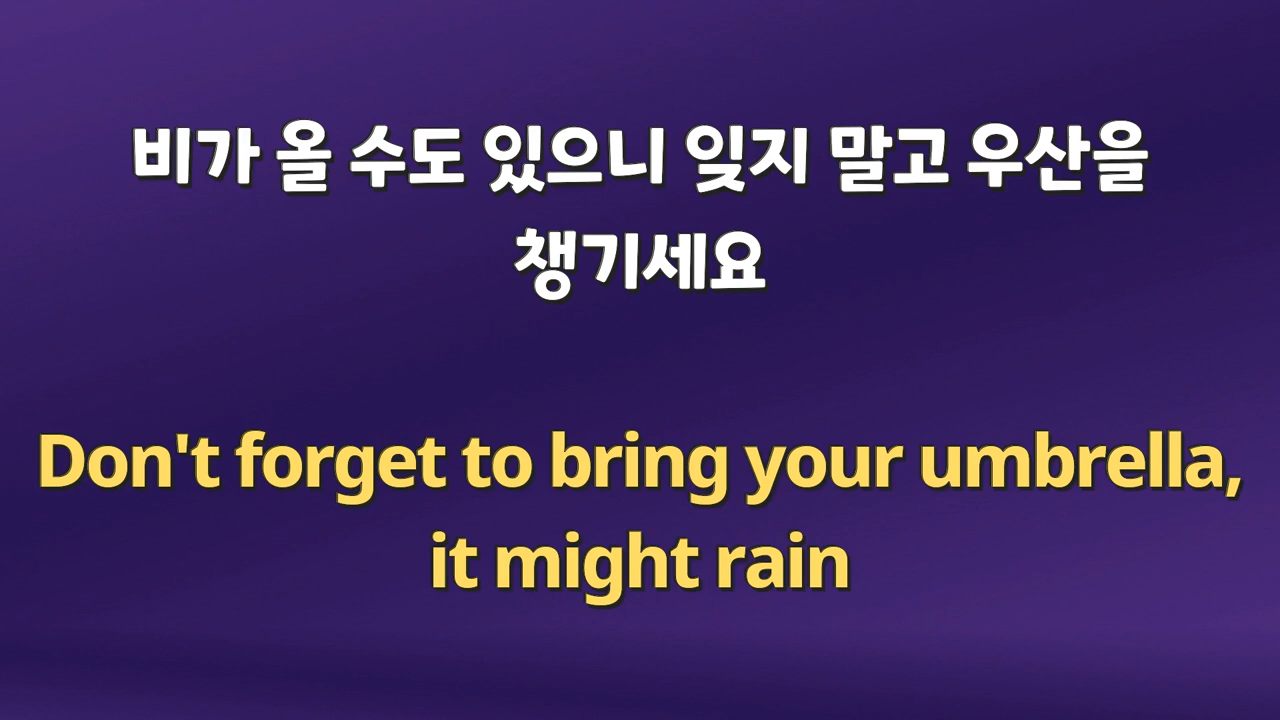 비가 올 수도 있으니 잊지 말고 우산을
챙기세요
Don't forget to bring your umbrella,
it might rain